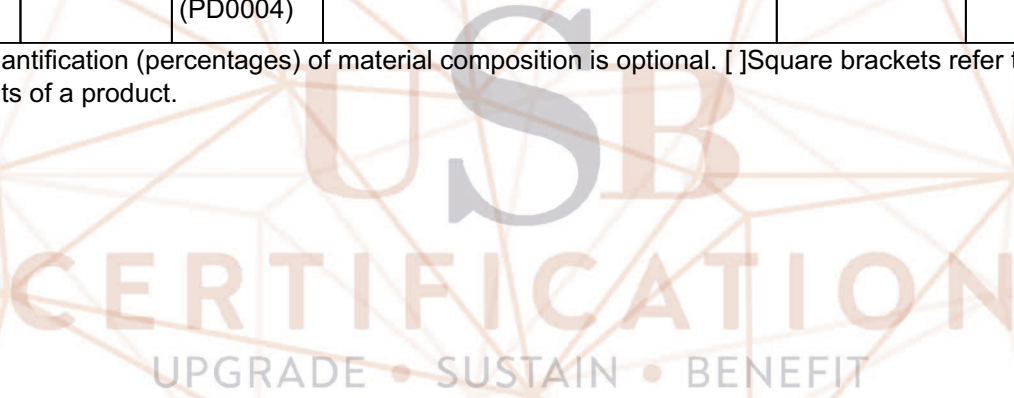 (PD0004)
antification (percentages) of material composition is optional. [ ]Square brackets refer t
ts of a product.
USB
CERTIFICATION
UPGRADE • SUSTAIN • BENEFIT